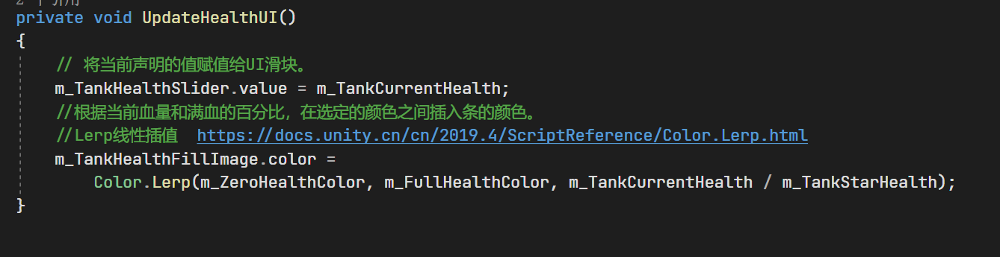 private void UpdateHealthUI()
{
// 将当前声明的值赋值给UI滑块。
m_TankHealthSlider.value = m_TankCurrentHealth;
//根据当前血量和满血的百分比，在选定的颜色之间插入条的颜色。
//Lerp线性插值 https://docs.unity.cn/cn/2019.4/ScriptReference/Color.Lerp.html
m_TankHealthFillImage.color =
Color.Lerp(m_ZeroHealthColor, m_FullHealthColor, m_TankCurrentHealth / m_TankStarHealth);
}